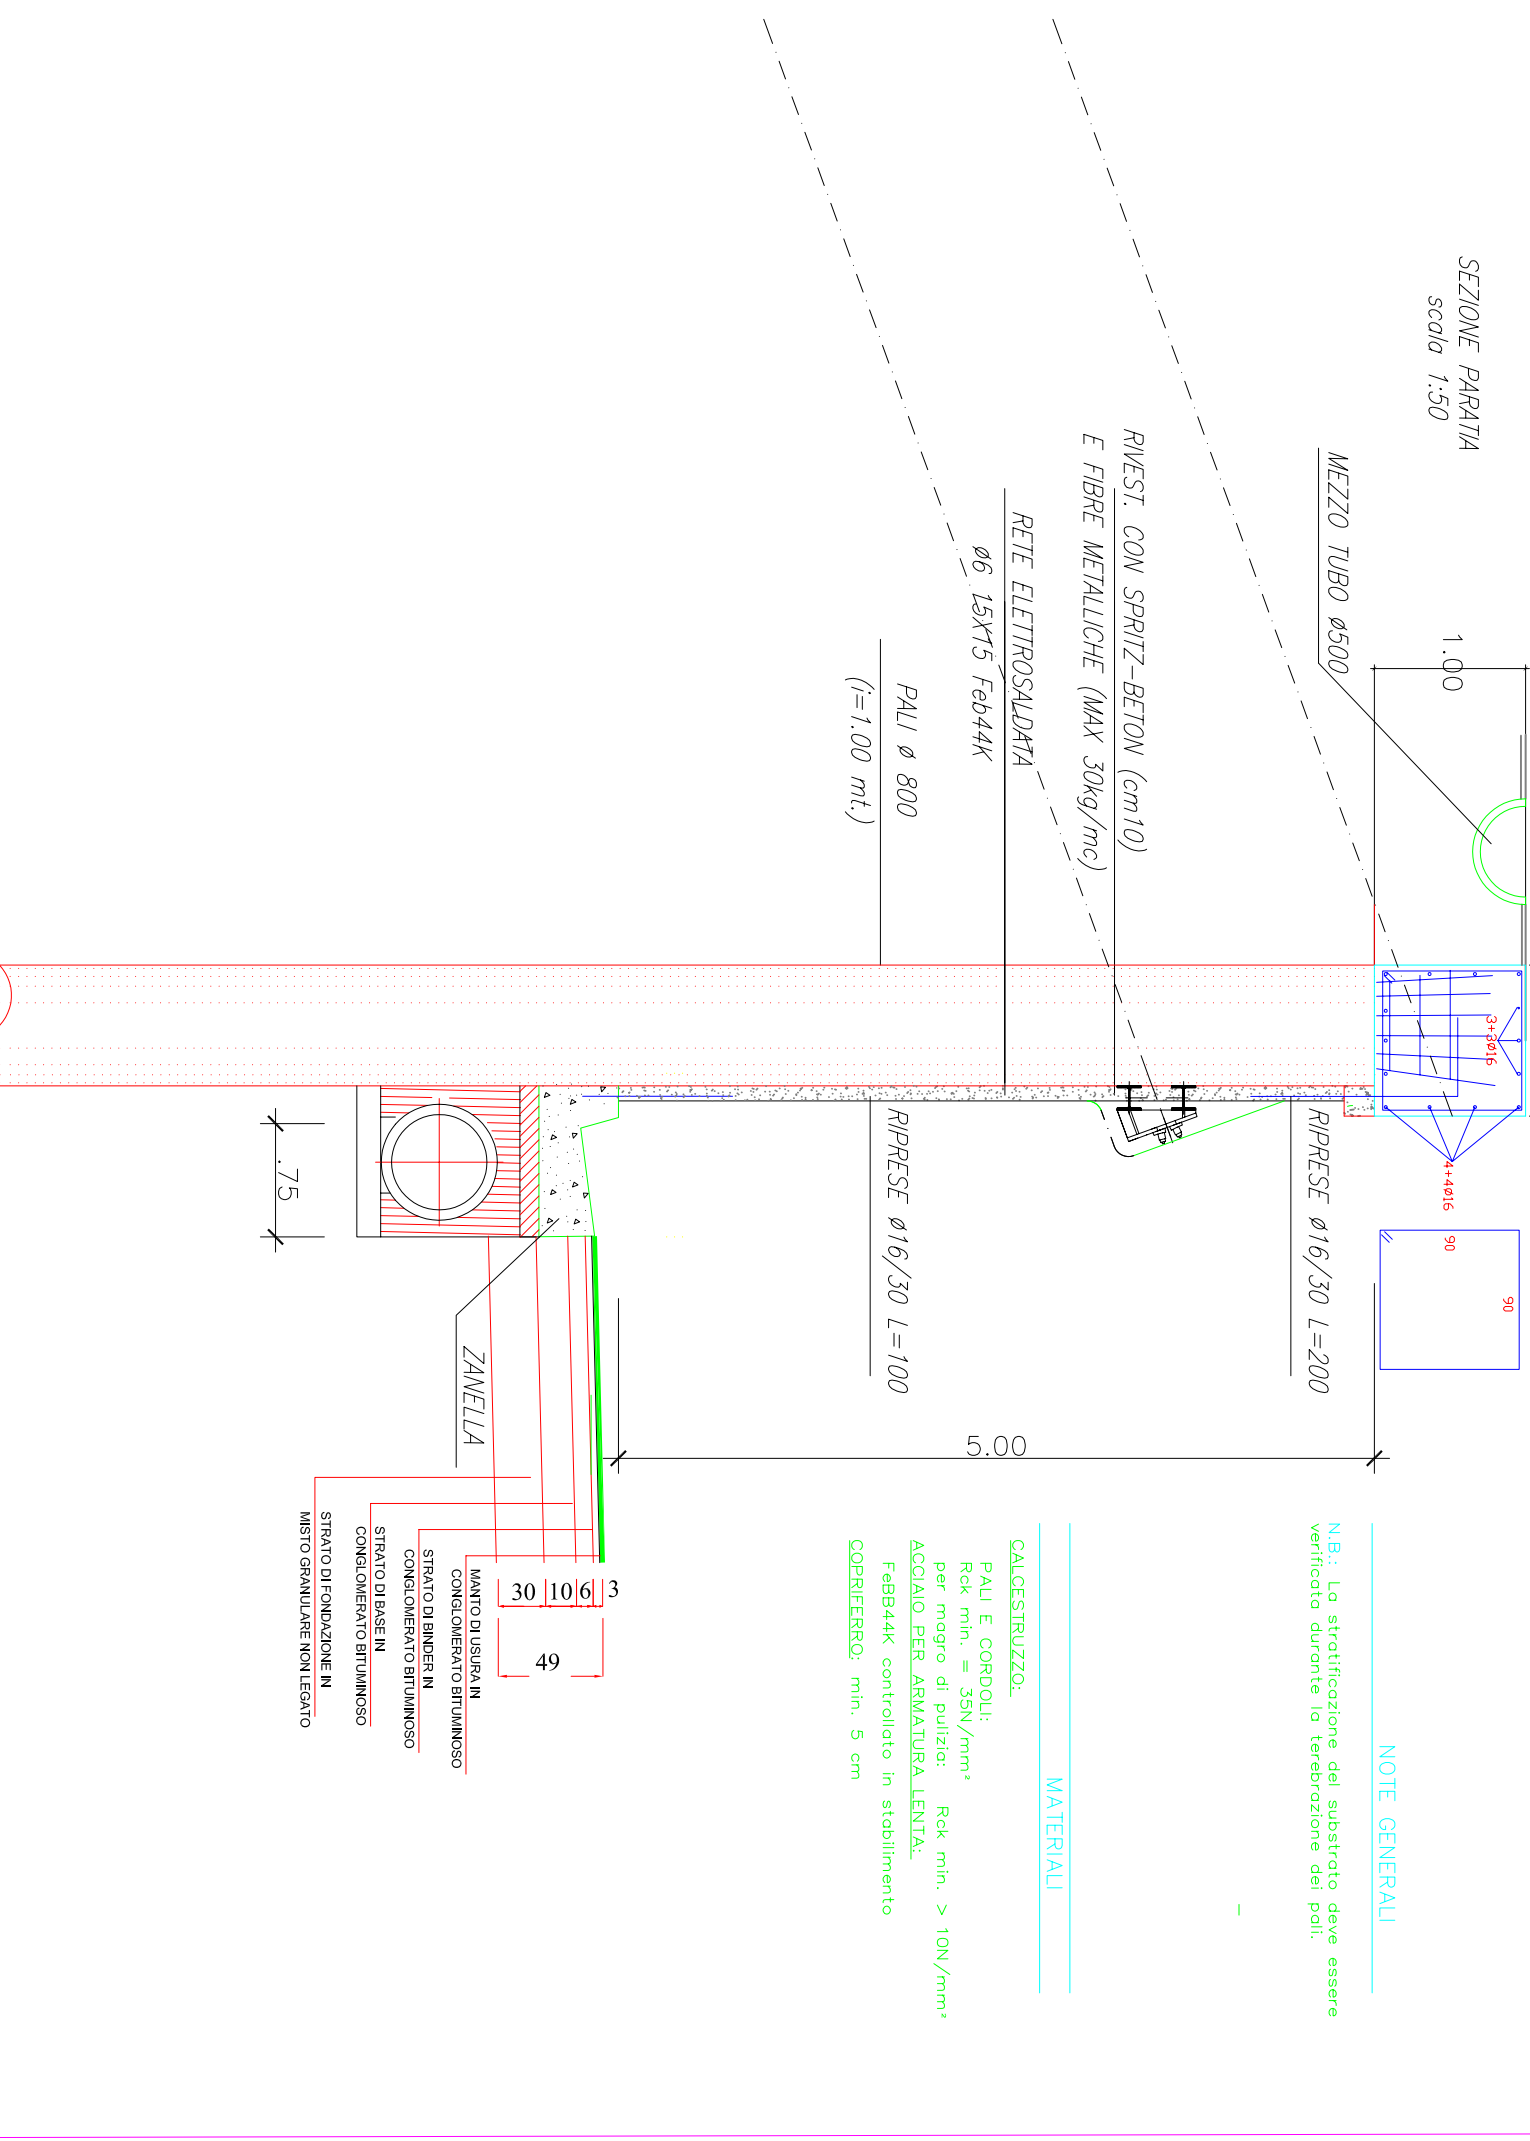 SEZIONE PARATIA
scala 1:50
MEZZO TUBO ø500
1.00
RIVEST. CON SPRITZ-BETON (cm10)
E FIBRE METALLICHE (MAX 30kg/mc)
RETE ELETTROSALDATA
ø6 15X15 Feb44K
PALI ø 800
(i=1.00 mt.)
3+3ø16
4+4ø16
90
90
RIPRESE ø16/30 L=200
RIPRESE ø16/30 L=100
5.00
.75
ZANELLA
30
10
6
3
49
MANTO DI USURA IN
CONGLOMERATO BITUMINOSO
STRATO DI BINDER IN
CONGLOMERATO BITUMINOSO
STRATO DI BASE IN
CONGLOMERATO BITUMINOSO
STRATO DI FONDAZIONE IN
MISTO GRANULARE NON LEGATO
NOTE GENERALI
N.B.: La stratificazione del substrato deve essere
verificata durante la terebrazione dei pali.
MATERIALI
CALCESTRUZZO:
PALI E CORDOLI:
Rck min. = 35N/mm²
per magro di pulizia: Rck min. > 10N/mm²
ACCIAIO PER ARMATURA LENTA:
FeBB44K controllato in stabilimento
COPRIFERRO: min. 5 cm